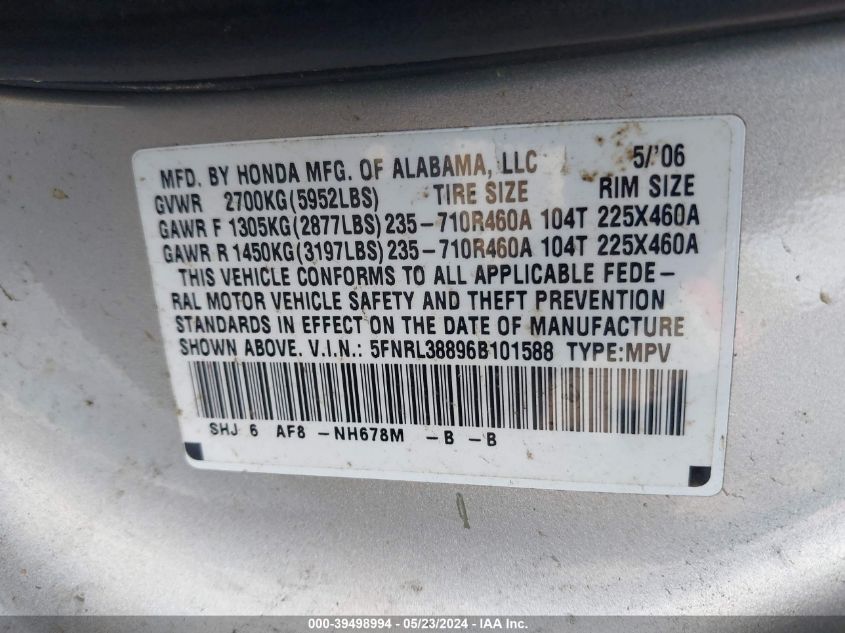 MFD. BY HONDA MFG. OF ALABAMA, LLC 5/'06
GVWR 2700KG(5952LBS) TIRE SIZE RIM SIZE
GAWR F 1305KG(2877LBS) 235-710R460A 104T 225X460A
GAWR R 1450KG(3197LBS) 235-710R460A 104T 225X460A
THIS VEHICLE CONFORMS TO ALL APPLICABLE FEDE-
RAL MOTOR VEHICLE SAFETY AND THEFT PREVENTION
STANDARDS IN EFFECT ON THE DATE OF MANUFACTURE
SHOWN ABOVE. V.I.N.: 5FNRL38896B101588 TYPE:MPV
SHJ 6 AF8 -NH678M -B -B
000-39498994 - 05/23/2024 - IAA Inc.